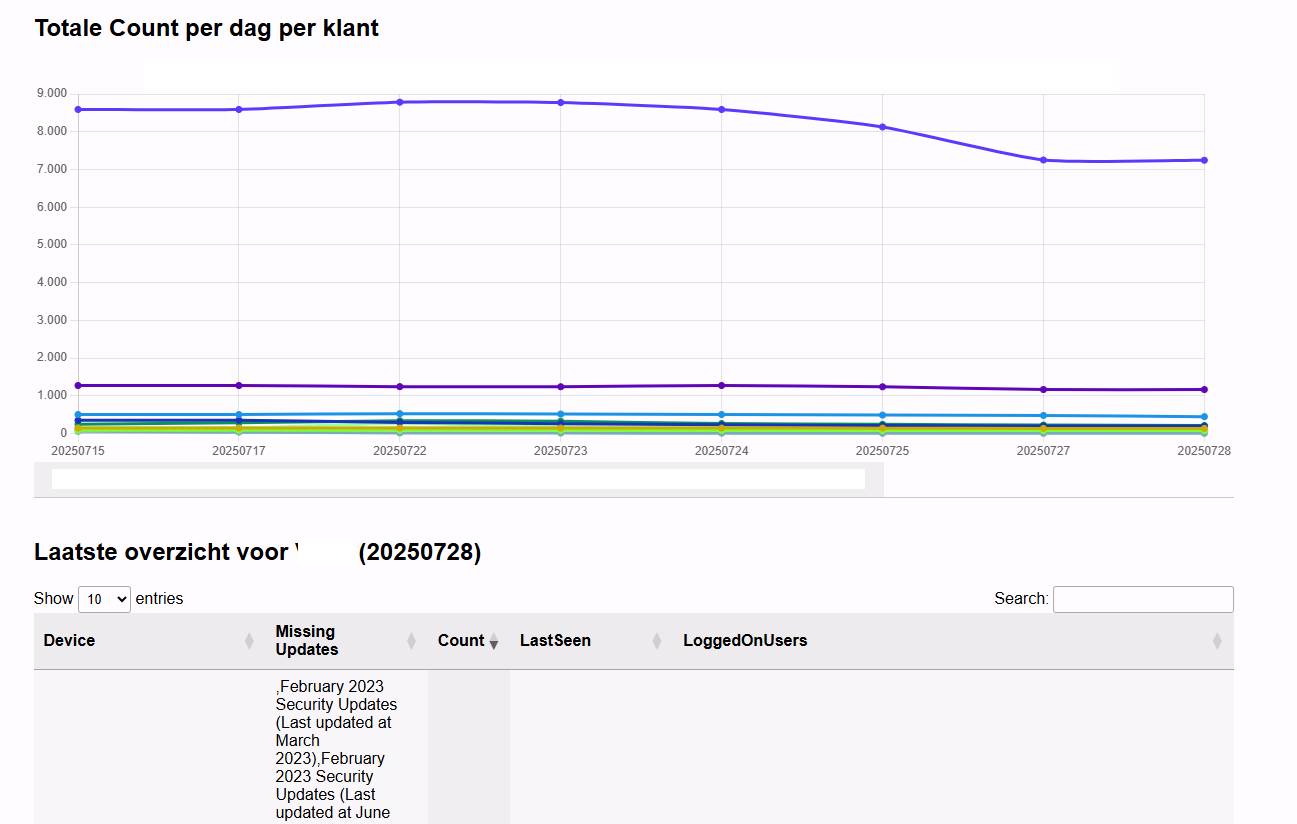 Totale Count per dag per klant
9.000
8.000
7.000
6.000
5.000
4.000
3.000
2.000
1.000
0
20250715 20250717 20250722 20250723 20250724 20250725 20250727 20250728
Laatste overzicht voor (20250728)
Show 10 entries Search:
Device Missing Updates Count LastSeen LoggedOnUsers
,February 2023
Security Updates
(Last updated at
March
2023),February
2023 Security
Updates (Last
updated at June